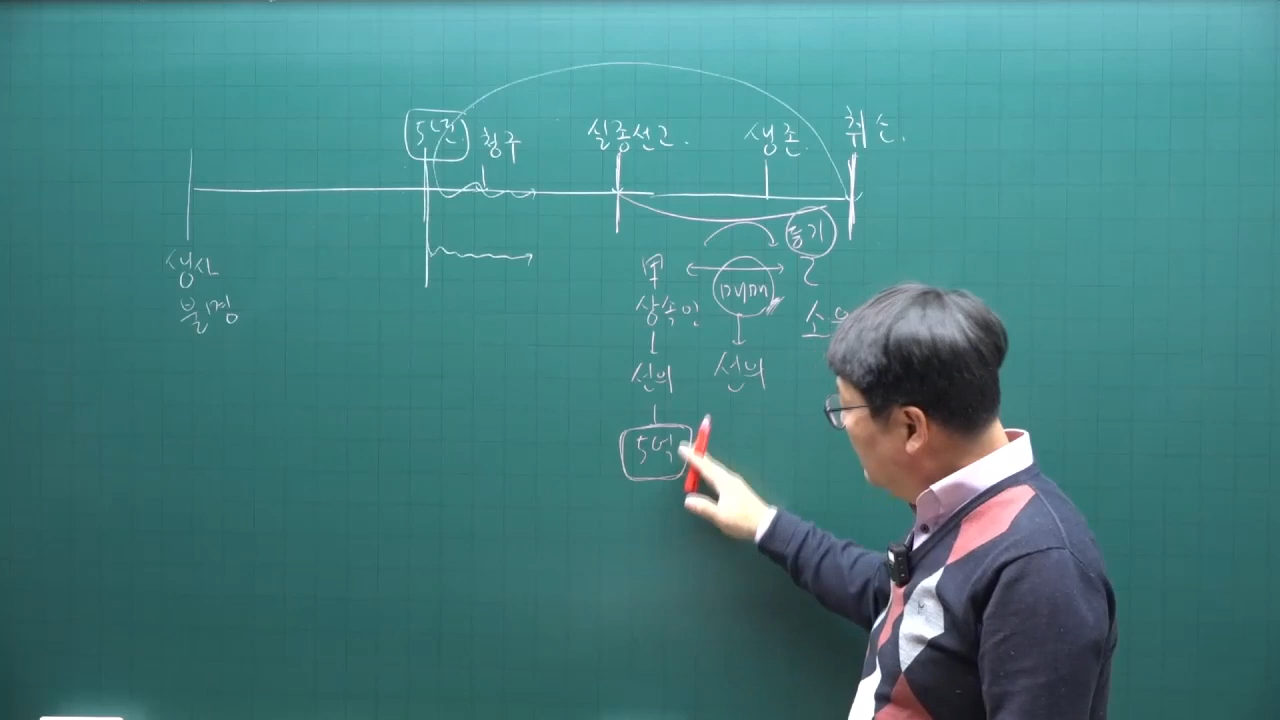 5년
청구
실종선고.
생존.
취소.
생사
불명
등기
甲
매매
乙
상속인
소유
선의
선의
5억